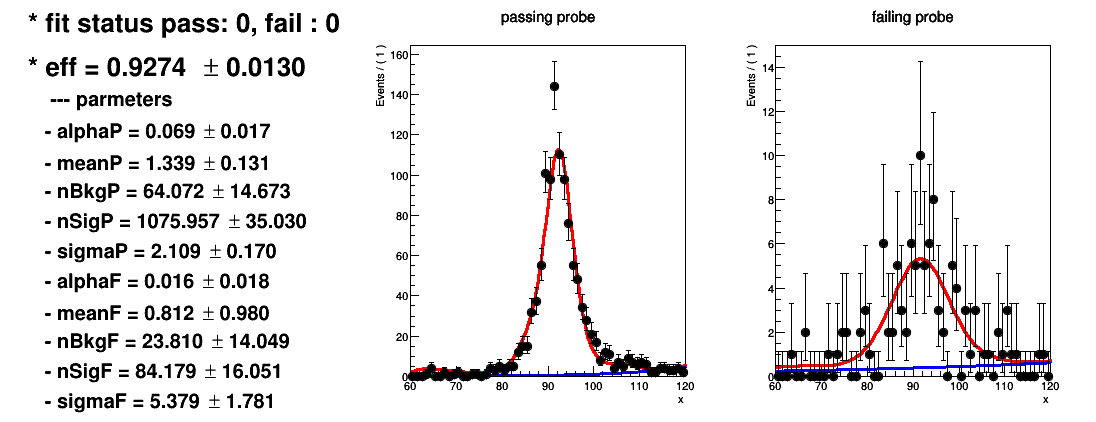 * fit status pass: 0, fail : 0
* eff = 0.9274 ± 0.0130
--- parmeters
- alphaP = 0.069 ± 0.017
- meanP = 1.339 ± 0.131
- nBkgP = 64.072 ± 14.673
- nSigP = 1075.957 ± 35.030
- sigmaP = 2.109 ± 0.170
- alphaF = 0.016 ± 0.018
- meanF = 0.812 ± 0.980
- nBkgF = 23.810 ± 14.049
- nSigF = 84.179 ± 16.051
- sigmaF = 5.379 ± 1.781
passing probe
Events / ( 1 )
160
140
120
100
80
60
40
20
0
60 70 80 90 100 110 120
x
failing probe
Events / ( 1 )
14
12
10
8
6
4
2
0
60 70 80 90 100 110 120
x